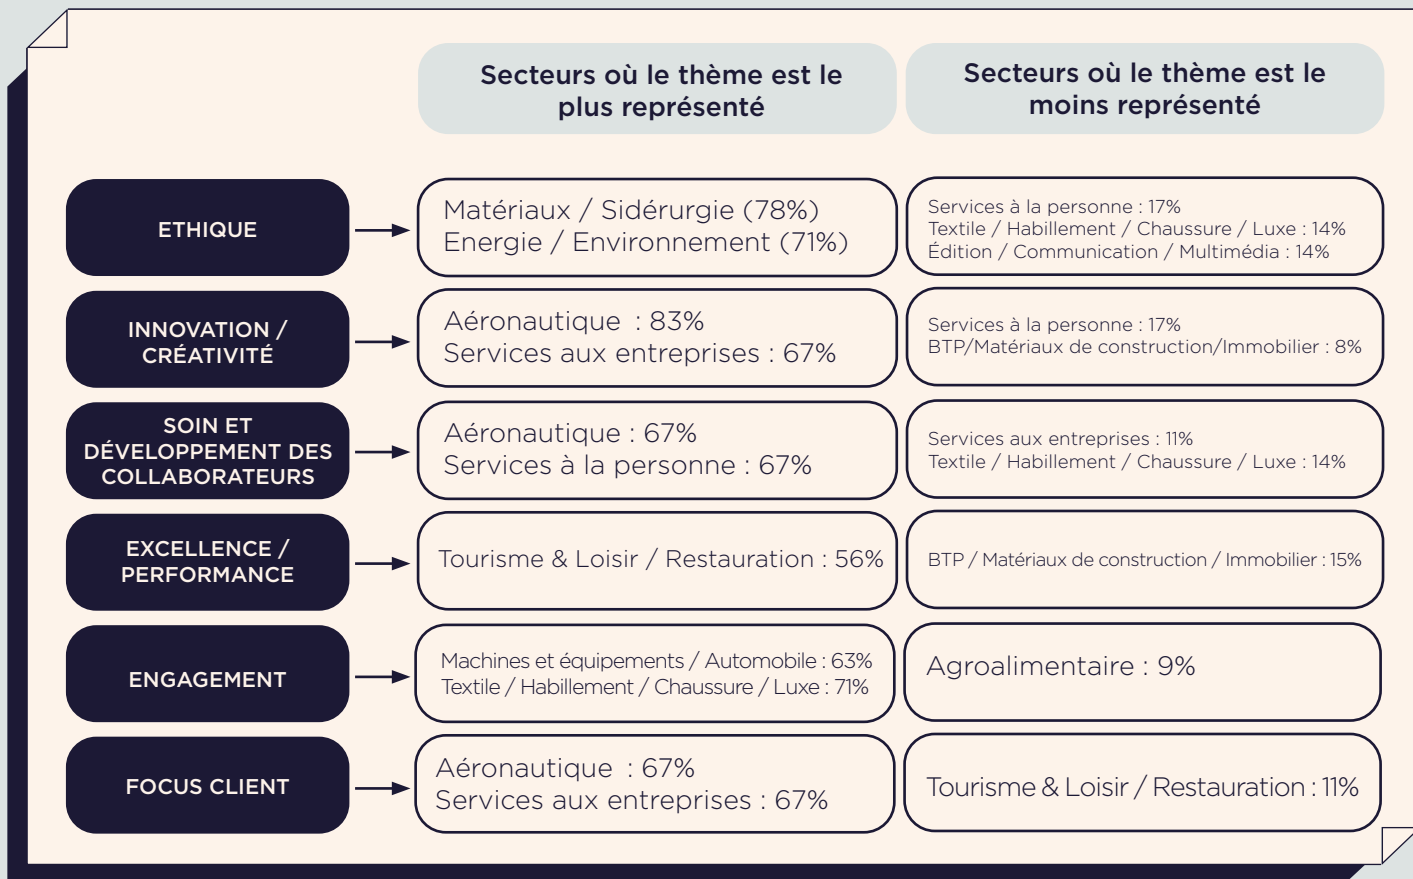 Secteurs où le thème est le
plus représenté
Secteurs où le thème est le
moins représenté
ETHIQUE
Matériaux / Sidérurgie (78%)
Energie / Environnement (71%)
Services à la personne : 17%
Textile / Habillement / Chaussure / Luxe : 14%
Édition / Communication / Multimédia : 14%
INNOVATION /
CRÉATIVITÉ
Aéronautique : 83%
Services aux entreprises : 67%
Services à la personne : 17%
BTP/Matériaux de construction/Immobilier : 8%
SOIN ET
DÉVELOPPEMENT DES
COLLABORATEURS
Aéronautique : 67%
Services à la personne : 67%
Services aux entreprises : 11%
Textile / Habillement / Chaussure / Luxe : 14%
EXCELLENCE /
PERFORMANCE
Tourisme & Loisir / Restauration : 56%
BTP / Matériaux de construction / Immobilier : 15%
ENGAGEMENT
Machines et équipements / Automobile : 63%
Textile / Habillement / Chaussure / Luxe : 71%
Agroalimentaire : 9%
FOCUS CLIENT
Aéronautique : 67%
Services aux entreprises : 67%
Tourisme & Loisir / Restauration : 11%